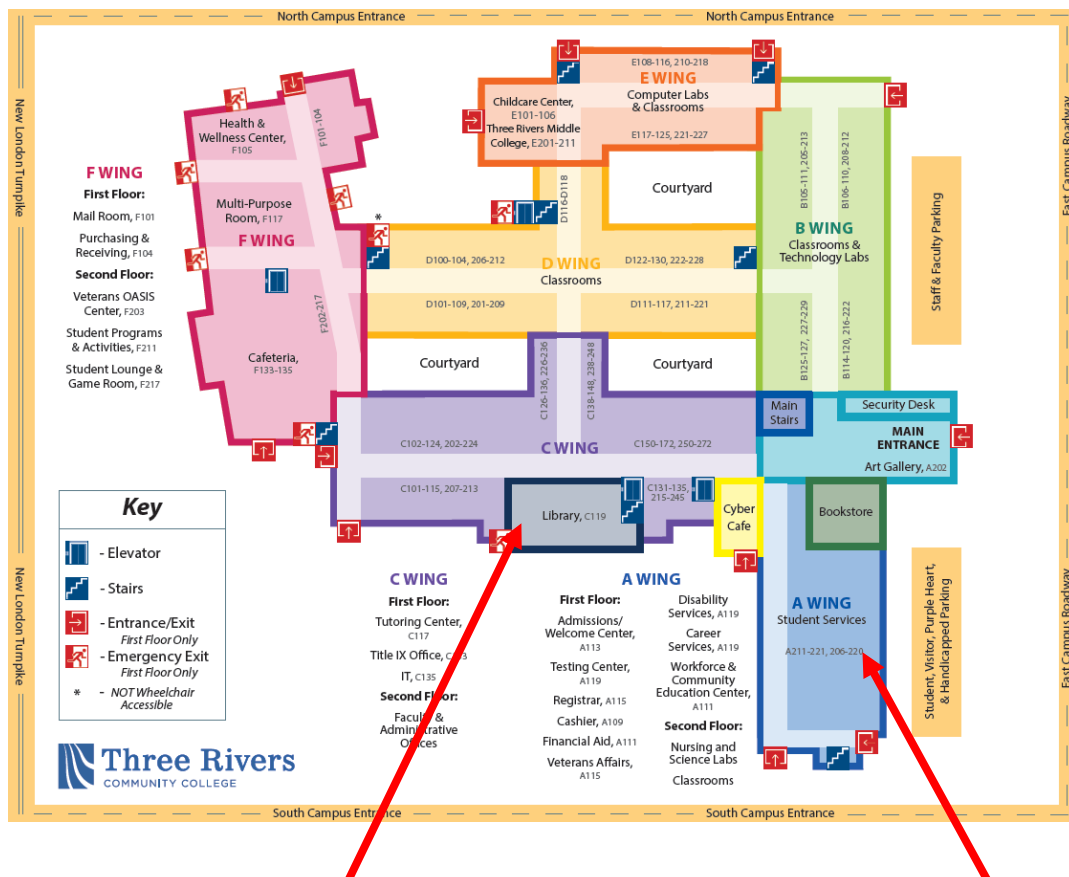 North Campus Entrance
North Campus Entrance
New London Turnpike
New London Turnpike
East Campus Roadway
East Campus Roadway
E108-116, 210-218
E WING
Computer Labs
& Classrooms
E117-125, 221-227
Childcare Center,
E101-106
Three Rivers Middle
College, E201-211
Health &
Wellness Center,
F105
F101-104
F WING
First Floor:
Mail Room, F101
Purchasing &
Receiving, F104
Second Floor:
Veterans OASIS
Center, F203
Student Programs
& Activities, F211
Student Lounge &
Game Room, F217
Multi-Purpose
Room, F117
F WING
F202-217
Cafeteria,
F133-135
*
D116-D118
Courtyard
D100-104, 206-212
D WING
Classrooms
D122-130, 222-228
D101-109, 201-209
D111-117, 211-221
B105-111, 205-213
B106-110, 208-212
B WING
Classrooms &
Technology Labs
B125-127, 227-229
B114-120, 216-222
Staff & Faculty Parking
Courtyard
C126-136, 226-236
C138-148, 238-248
Courtyard
Main
Stairs
Security Desk
MAIN
ENTRANCE
Art Gallery, A202
C102-124, 202-224
C WING
C150-172, 250-272
C101-115, 207-213
Library, C119
C131-135,
215-245
Cyber
Cafe
Bookstore
A WING
Student Services
A211-221, 206-220
Student, Visitor, Purple Heart,
& Handicapped Parking
Key
- Elevator
- Stairs
- Entrance/Exit
First Floor Only
- Emergency Exit
First Floor Only
* - NOT Wheelchair
Accessible
C WING
First Floor:
Tutoring Center,
C117
Title IX Office,
IT, C135
Second Floor:
Faculty &
Administrative
Offices
A WING
First Floor:
Admissions/
Welcome Center,
A113
Testing Center,
A119
Registrar, A115
Cashier, A109
Financial Aid, A111
Veterans Affairs,
A115
Disability
Services, A119
Career
Services, A119
Workforce &
Community
Education Center,
A111
Second Floor:
Nursing and
Science Labs
Classrooms
Three Rivers
COMMUNITY COLLEGE
South Campus Entrance
South Campus Entrance